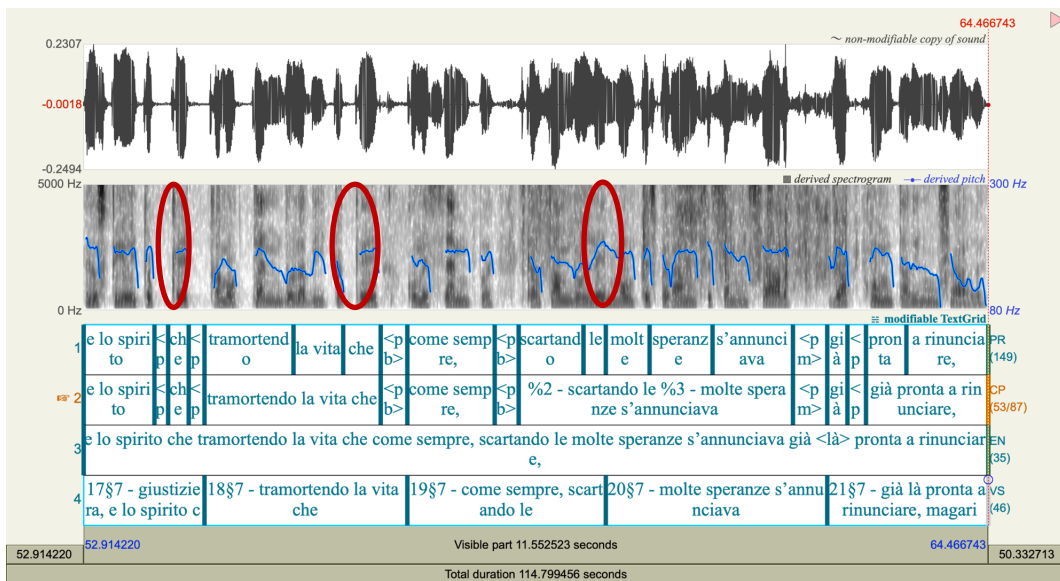 64.466743
0.2307
~ non-modifiable copy of sound
-0.0018
-0.2494
5000 Hz
derived spectrogram
derived pitch
300 Hz
0 Hz
80 Hz
modifiable TextGrid
1
e lo spiri
to
<
p
ch
e
<
p
tramortend
o
la vita
che
<p
b>
come semp
re,
<p
b>
scartand
o
le
molt
e
speranz
e
s’annunci
ava
<p
m>
gi
à
<
p
pron
ta
a rinuncia
re,
PR
(149)
2
e lo spiri
to
<
p
ch
e
<
p
tramortendo la vita che
<p
b>
come semp
re,
<p
b>
%2 - scartando le %3 - molte spera
nze s’annunciava
<p
m>
gi
à
<
p
già pronta a rin
unciare,
CP
(53/87)
3
e lo spirito che tramortendo la vita che come sempre, scartando le molte speranze s’annunciava già <là> pronta a rinunciar
e,
EN
(35)
4
17§7 - giustizie
ra, e lo spirito c
18§7 - tramortendo la vita
che
19§7 - come sempre, scart
ando le
20§7 - molte speranze s’annu
nciava
21§7 - già là pronta a
rinunciare, magari
VS
(46)
52.914220
Visible part 11.552523 seconds
64.466743
52.914220
50.332713
Total duration 114.799456 seconds